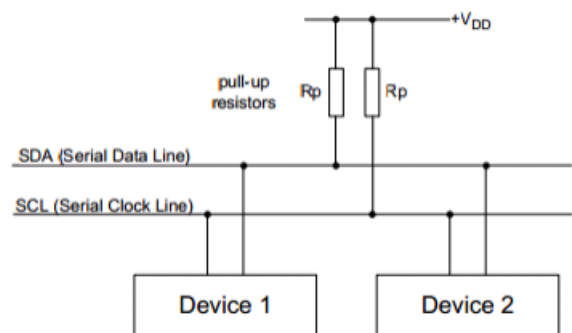 +VDD
pull-up
resistors
Rp
Rp
SDA (Serial Data Line)
SCL (Serial Clock Line)
Device 1
Device 2